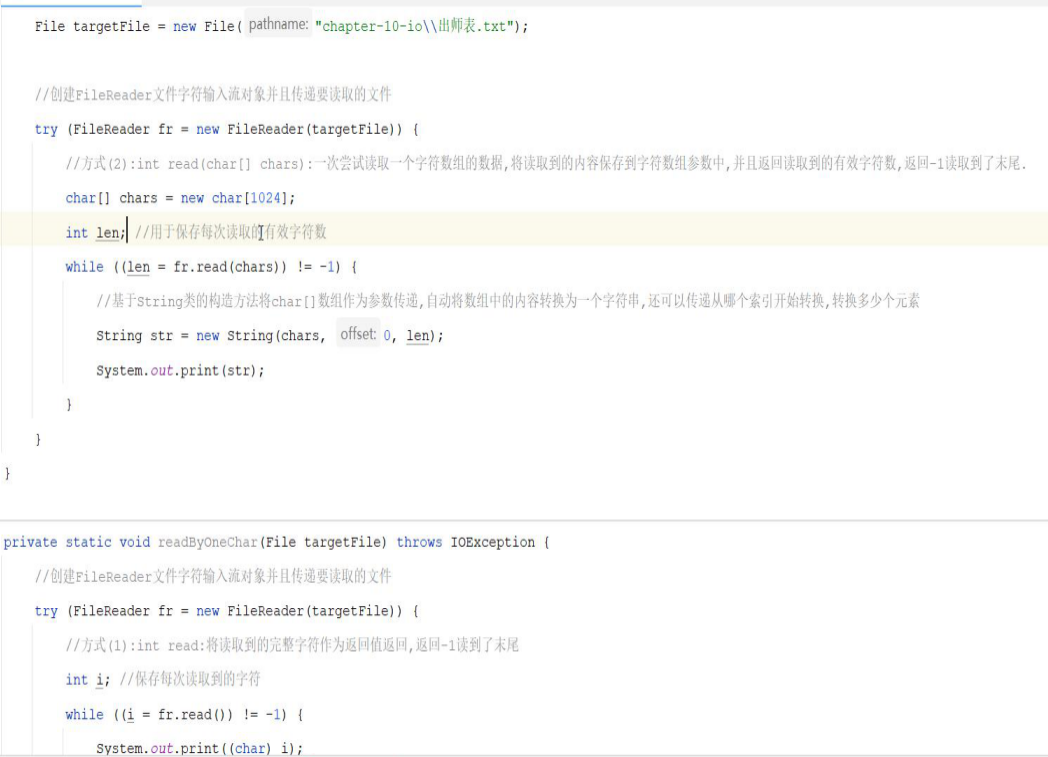 File targetFile = new File( pathname: "chapter-10-io\\出师表.txt");
//创建FileReader文件字符输入流对象并且传递要读取的文件
try (FileReader fr = new FileReader(targetFile)) {
//方式(2):int read(char[] chars):一次尝试读取一个字符数组的数据,将读取到的内容保存到字符数组参数中,并且返回读取到的有效字符数,返回-1读取到了末尾.
char[] chars = new char[1024];
int len; //用于保存每次读取的有效字符数
while ((len = fr.read(chars)) != -1) {
//基于String类的构造方法将char[]数组作为参数传递,自动将数组中的内容转换为一个字符串,还可以传递从哪个索引开始转换,转换多少个元素
String str = new String(chars, offset: 0, len);
System.out.print(str);
}
}
}
private static void readByOneChar(File targetFile) throws IOException {
//创建FileReader文件字符输入流对象并且传递要读取的文件
try (FileReader fr = new FileReader(targetFile)) {
//方式(1):int read:将读取到的完整字符作为返回值返回,返回-1读到了末尾
int i; //保存每次读取到的字符
while ((i = fr.read()) != -1) {
System.out.print((char) i);